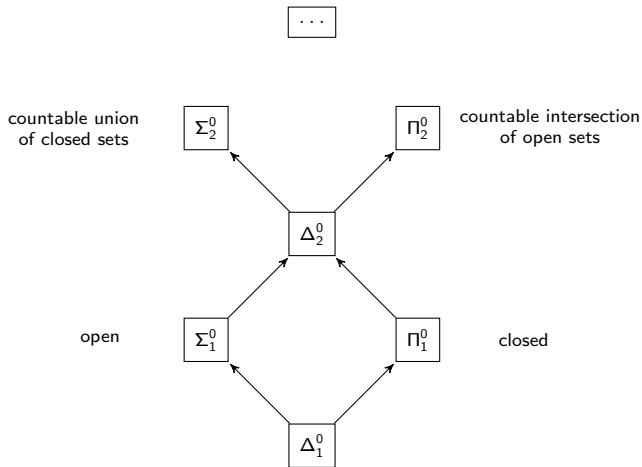 ...
countable union
of closed sets
Σ⁰₂
Π⁰₂
countable intersection
of open sets
Δ⁰₂
open
Σ⁰₁
Π⁰₁
closed
Δ⁰₁